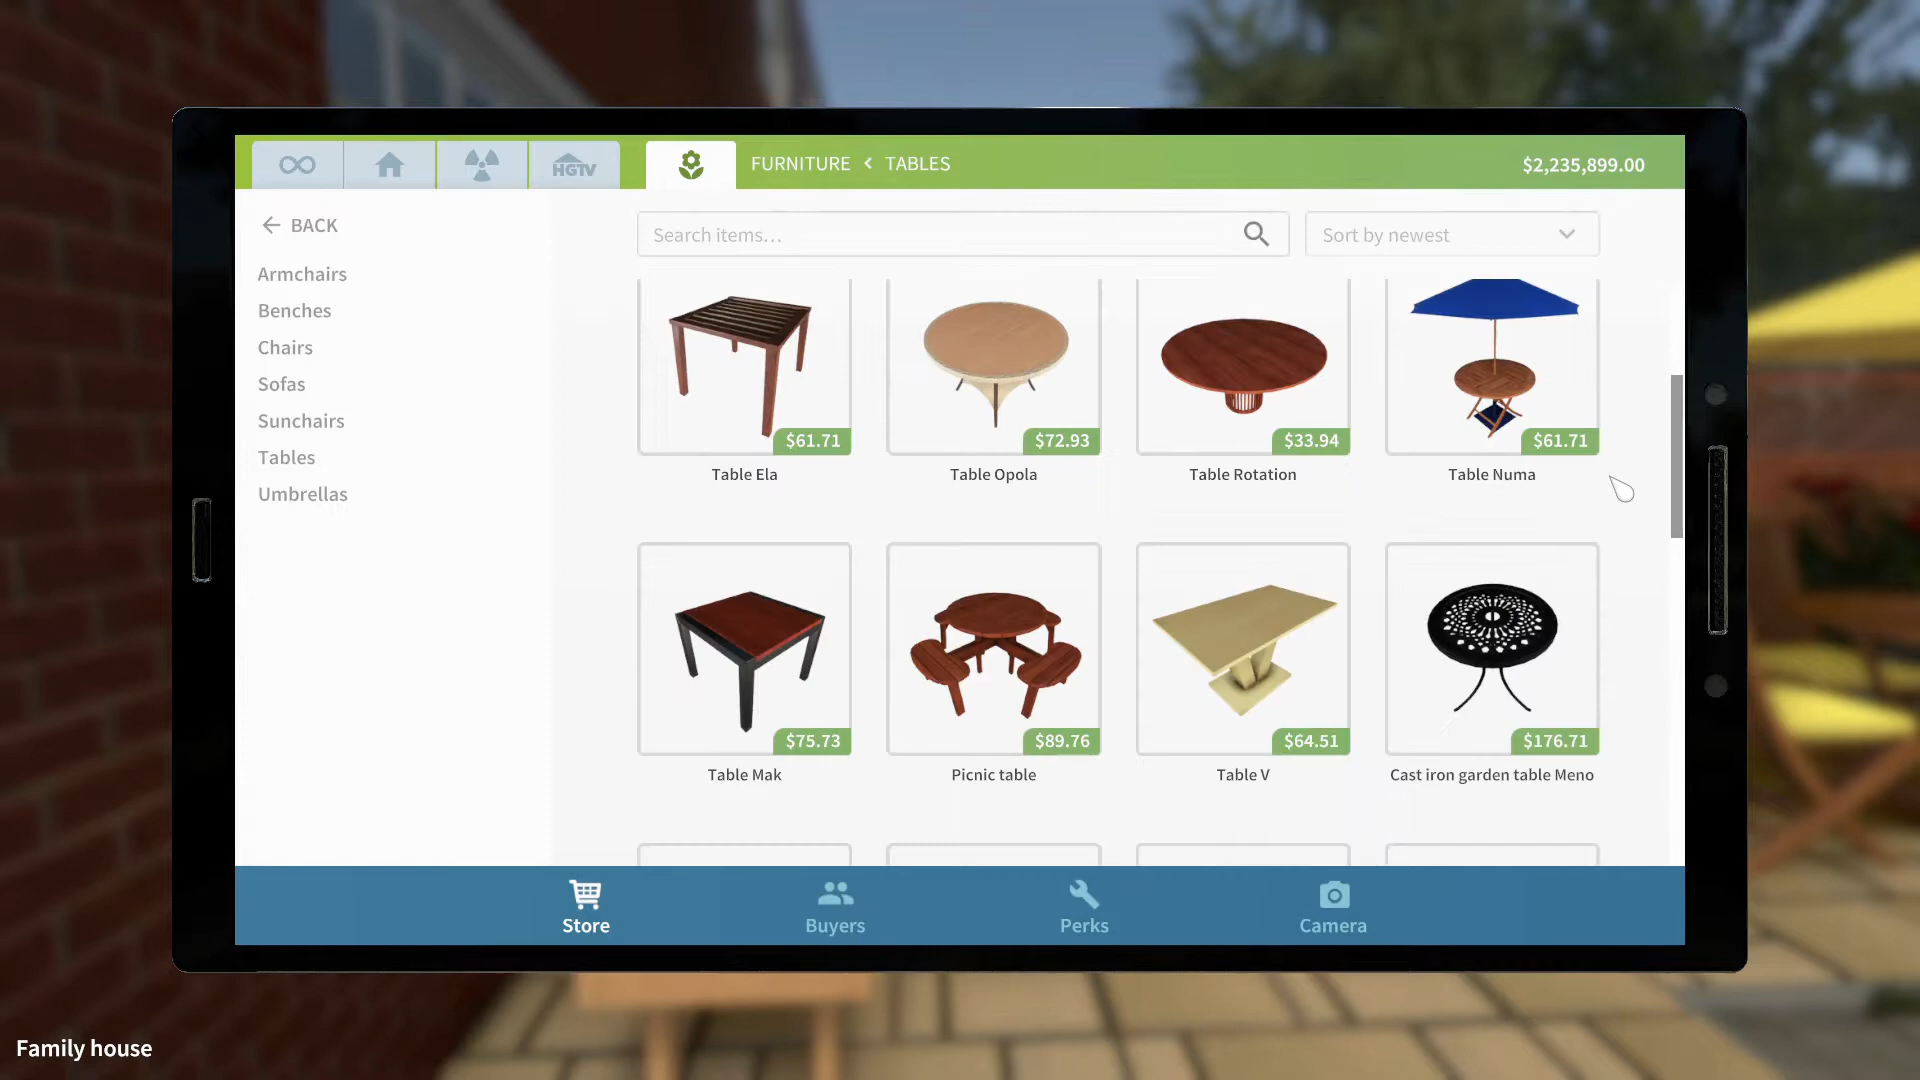 HGTV
FURNITURE < TABLES
$2,235,899.00
BACK
Search items...
Sort by newest
Armchairs
Benches
Chairs
Sofas
Sunchairs
Tables
Umbrellas
$61.71
$72.93
$33.94
$61.71
Table Ela
Table Opola
Table Rotation
Table Numa
$75.73
$89.76
$64.51
$176.71
Table Mak
Picnic table
Table V
Cast iron garden table Meno
Store
Buyers
Perks
Camera
Family house